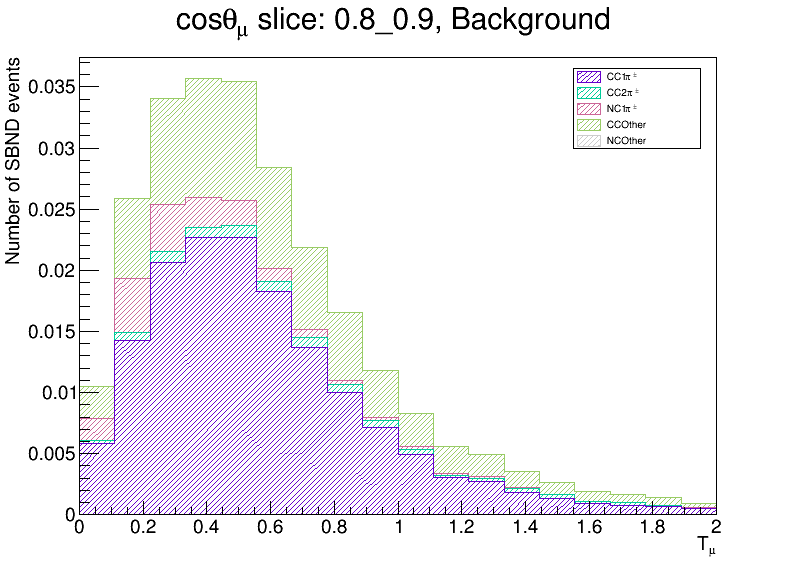 cosθμ slice: 0.8_0.9, Background
Number of SBND events
0.035
0.03
0.025
0.02
0.015
0.01
0.005
0
CC1π ±
CC2π ±
NC1π ±
CCOther
NCOther
0 0.2 0.4 0.6 0.8 1 1.2 1.4 1.6 1.8 2
Tμ